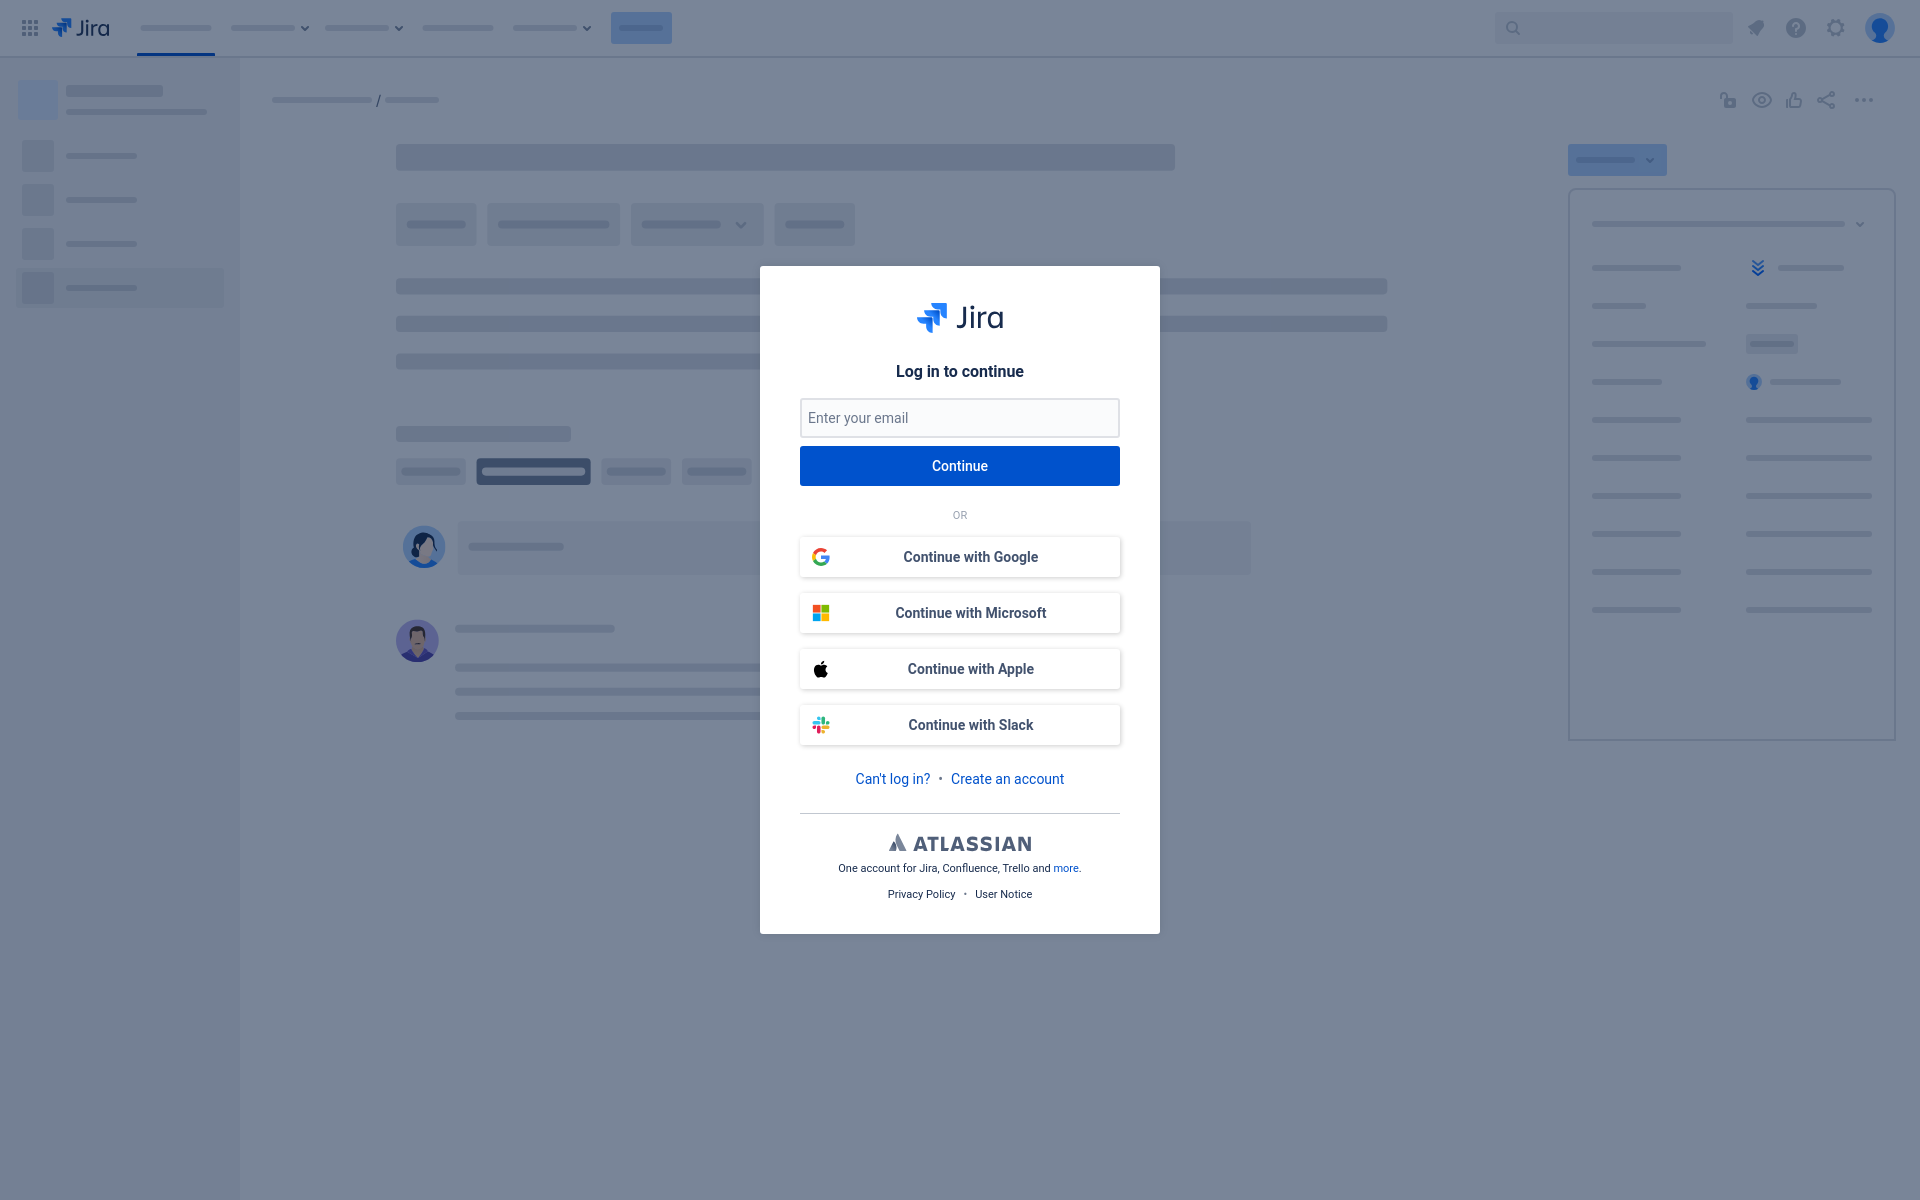 Jira
/
Jira
Log in to continue
Enter your email
Continue
OR
Continue with Google
Continue with Microsoft
Continue with Apple
Continue with Slack
Can't log in? • Create an account
ATLASSIAN
One account for Jira, Confluence, Trello and more.
Privacy Policy • User Notice